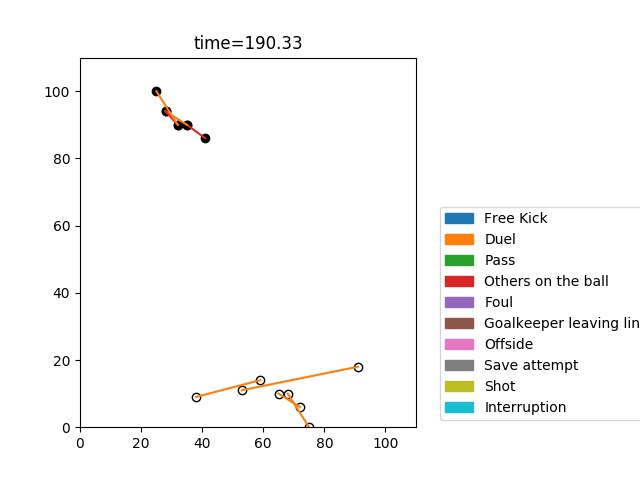 time=190.33
100
80
60
40
20
0
0 20 40 60 80 100
Free Kick
Duel
Pass
Others on the ball
Foul
Goalkeeper leaving lin
Offside
Save attempt
Shot
Interruption